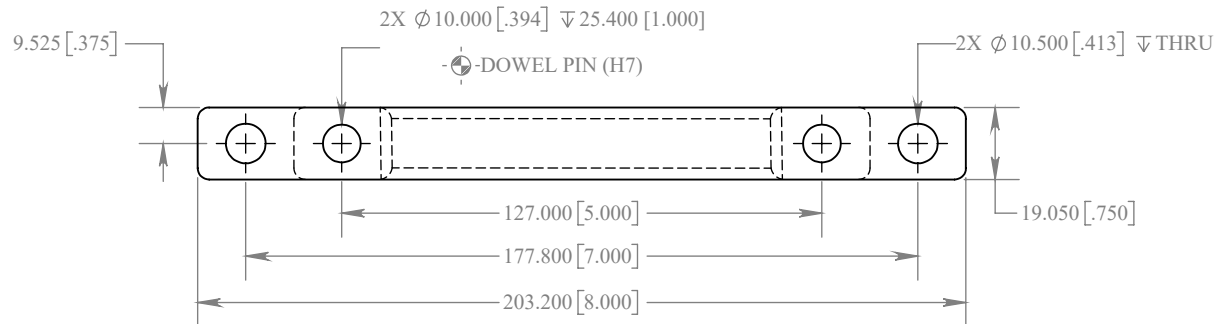 2X ⌀10.000[.394] ↧25.400 [1.000]
9.525[.375]
-DOWEL PIN (H7)
2X ⌀10.500[.413] ↧THRU
127.000[5.000]
19.050[.750]
177.800[7.000]
203.200[8.000]